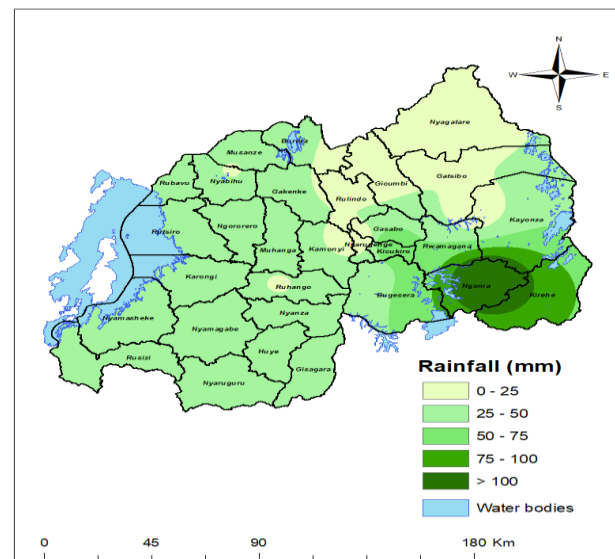 N
W E
S
Nyagatare
Burera
Musanze
Rubavu
Nyabihu
Gakenke
Rulindo
Gicumbi
Gatsibo
Kayonza
Rutsiro
Ngororero
Muhanga
Kamonyi
Nyarugenge
Gasabo
Kicukiro
Rwamagana
Karongi
Ruhango
Bugesera
Ngoma
Kirehe
Nyamasheke
Nyamagabe
Nyanza
Rusizi
Huye
Nyaruguru
Gisagara
Rainfall (mm)
0 - 25
25 - 50
50 - 75
75 - 100
> 100
Water bodies
0 45 90 180 Km